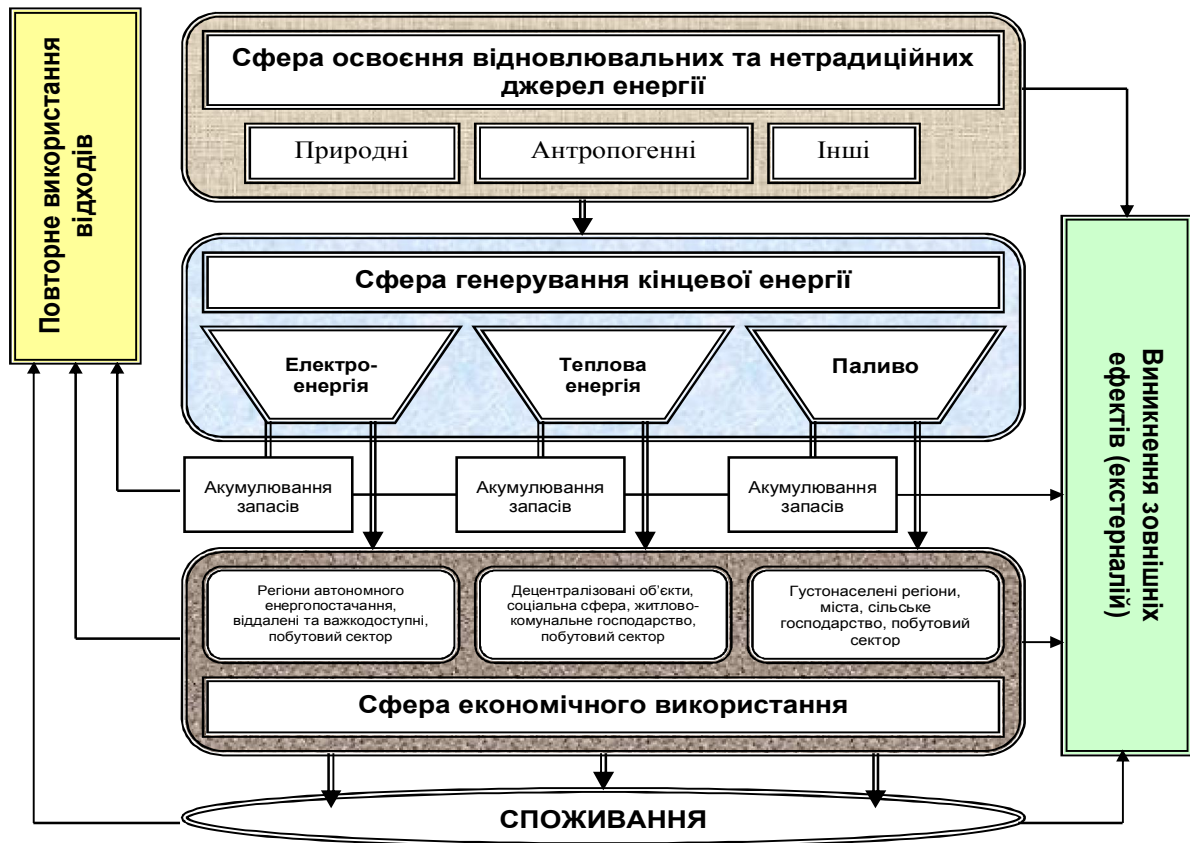 Повторне використання
відходів
Сфера освоєння відновлювальних та нетрадиційних
джерел енергії
Природні
Антропогенні
Інші
Сфера генерування кінцевої енергії
Електро-
енергія
Теплова
енергія
Паливо
Акумулювання
запасів
Акумулювання
запасів
Акумулювання
запасів
Регіони автономного
енергопостачання,
віддалені та важкодоступні,
побутовий сектор
Децентралізовані об’єкти,
соціальна сфера, житлово-
комунальне господарство,
побутовий сектор
Густонаселені регіони,
міста, сільське
господарство, побутовий
сектор
Сфера економічного використання
СПОЖИВАННЯ
Виникнення зовнішніх
ефектів (екстерналій)